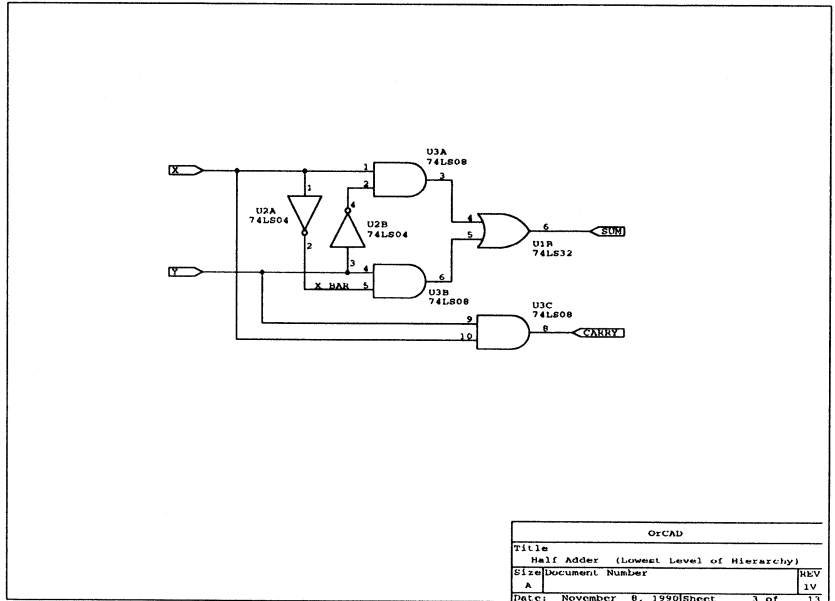 U3A
74LS08
X
1
2
3
1
U2A
74LS04
2
4
U2B
74LS04
3
4
5
6
SUM
U1B
74LS32
Y
4
X_BAR 5
6
U3B
74LS08
U3C
74LS08
9
10
8
CARRY
OrCAD
Title
Half Adder (Lowest Level of Hierarchy)
Size Document Number REV
A 1V
Date: November 8, 1990 Sheet 3 of 13